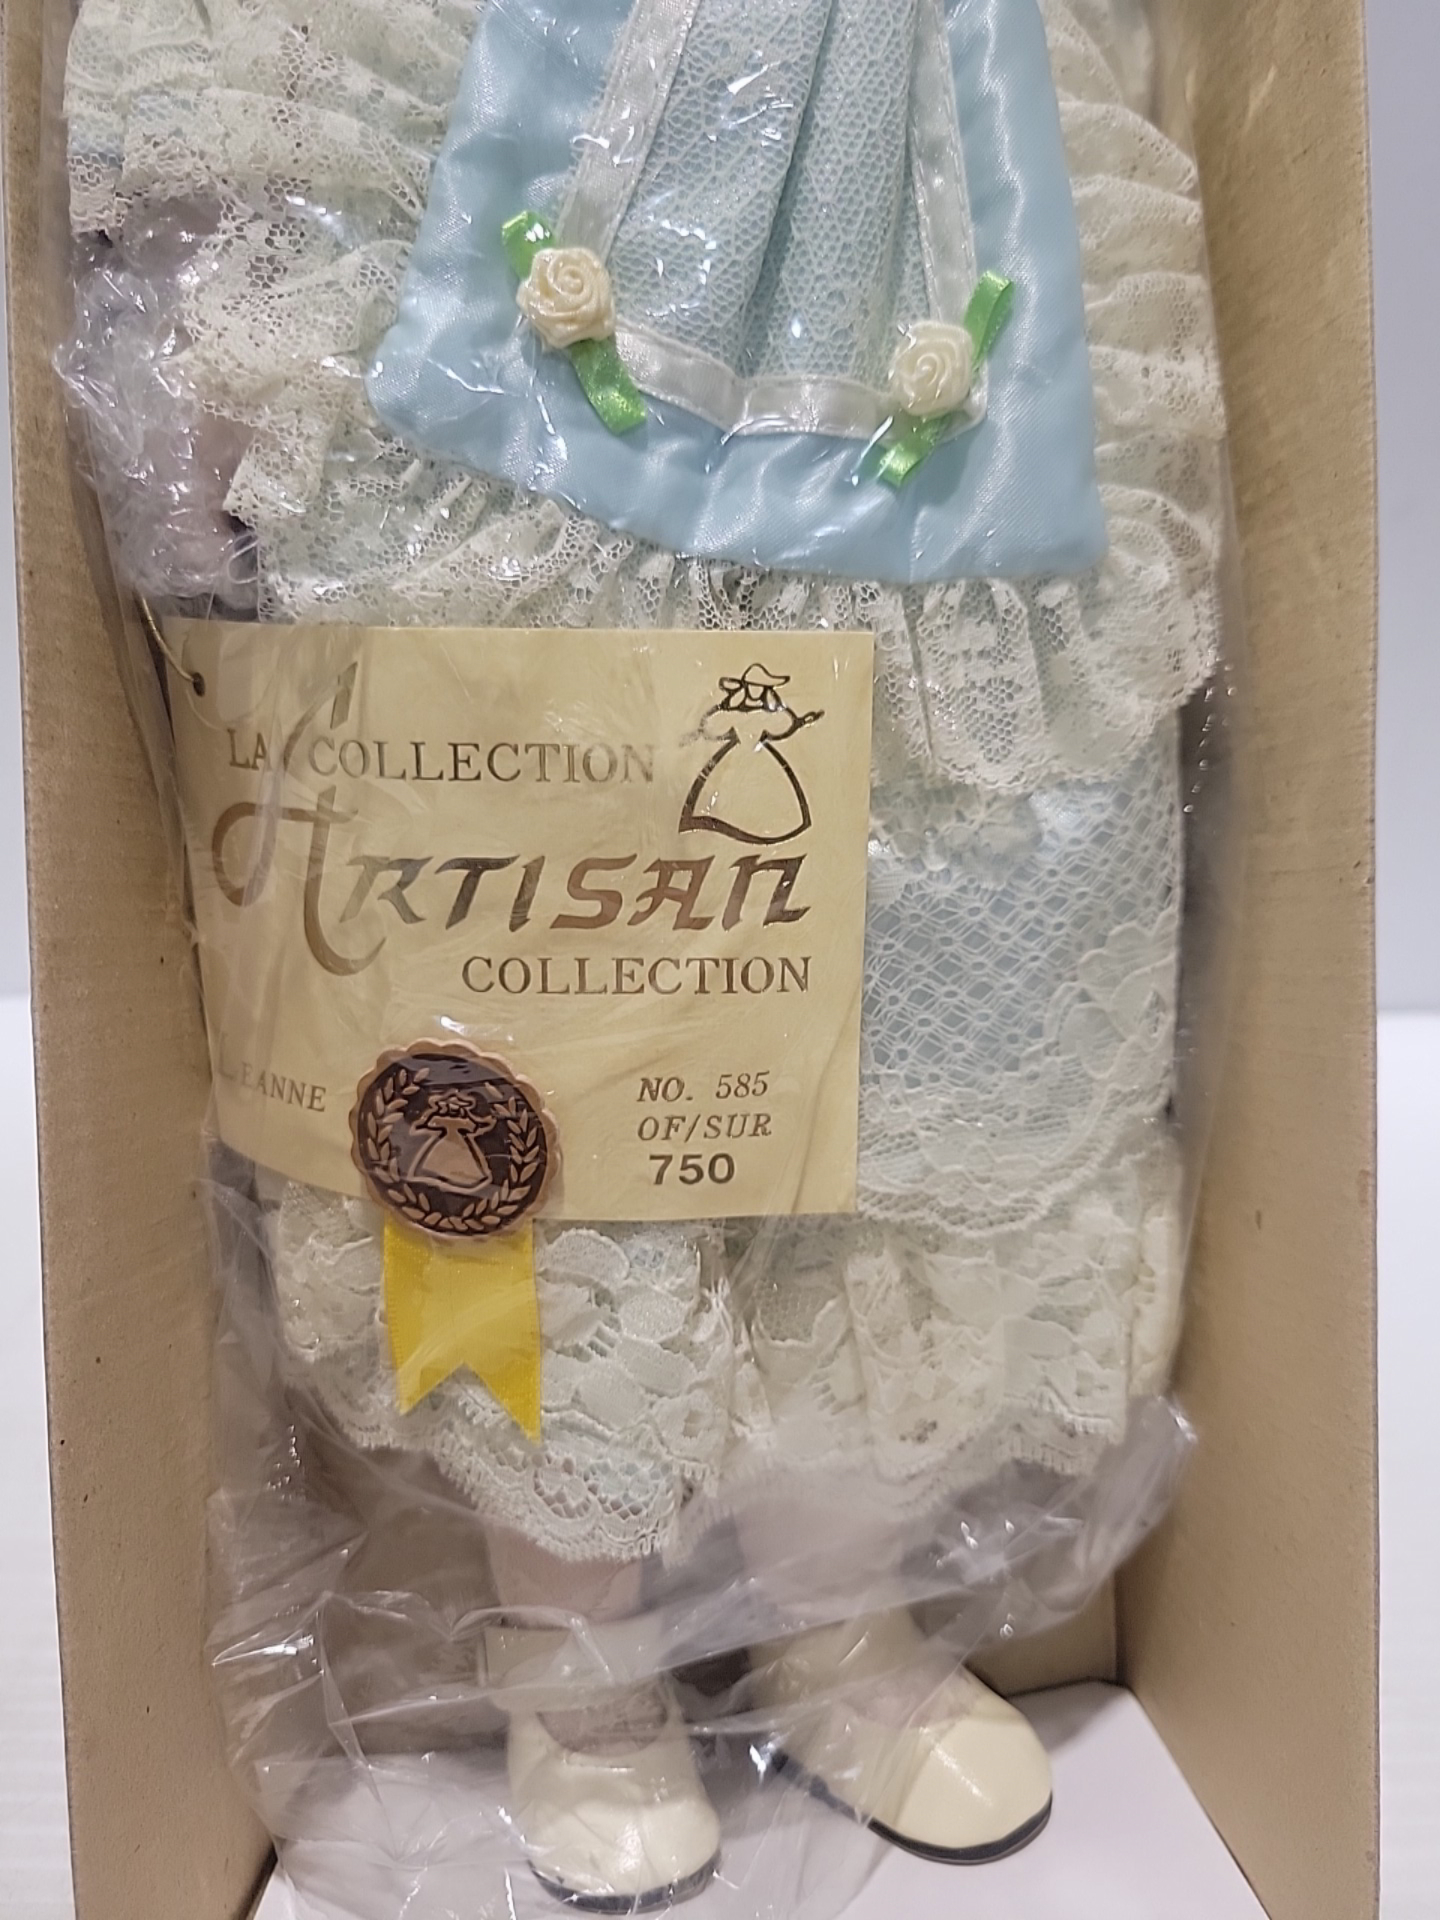 LA COLLECTION
ARTISAN
COLLECTION
NO. 585
OF/SUR
750